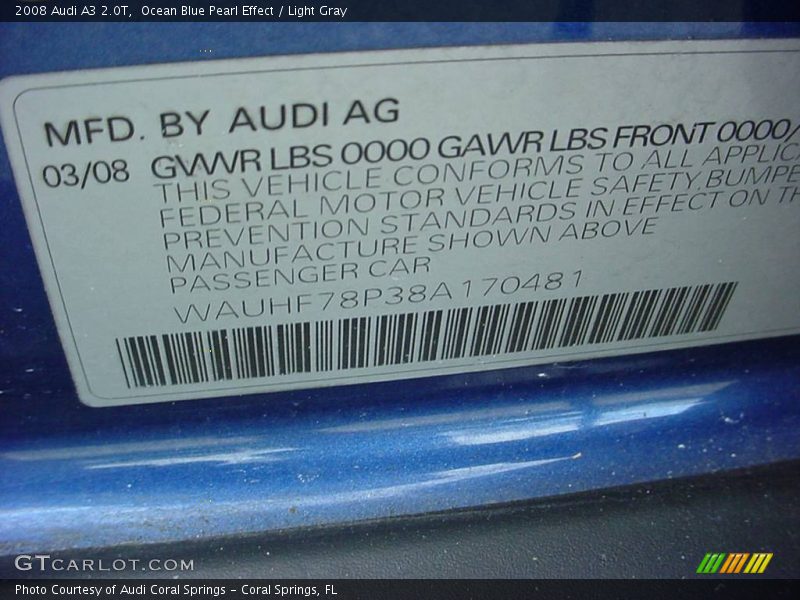 2008 Audi A3 2.0T,  Ocean Blue Pearl Effect / Light Gray
MFD. BY AUDI AG
03/08 GVWR LBS 0000 GAWR LBS FRONT 0000/
THIS VEHICLE CONFORMS TO ALL APPLICA
FEDERAL MOTOR VEHICLE SAFETY,BUMPE
PREVENTION STANDARDS IN EFFECT ON TH
MANUFACTURE SHOWN ABOVE
PASSENGER CAR
WAUHF78P38A170481
GTCARLOT.COM
Photo Courtesy of Audi Coral Springs – Coral Springs, FL